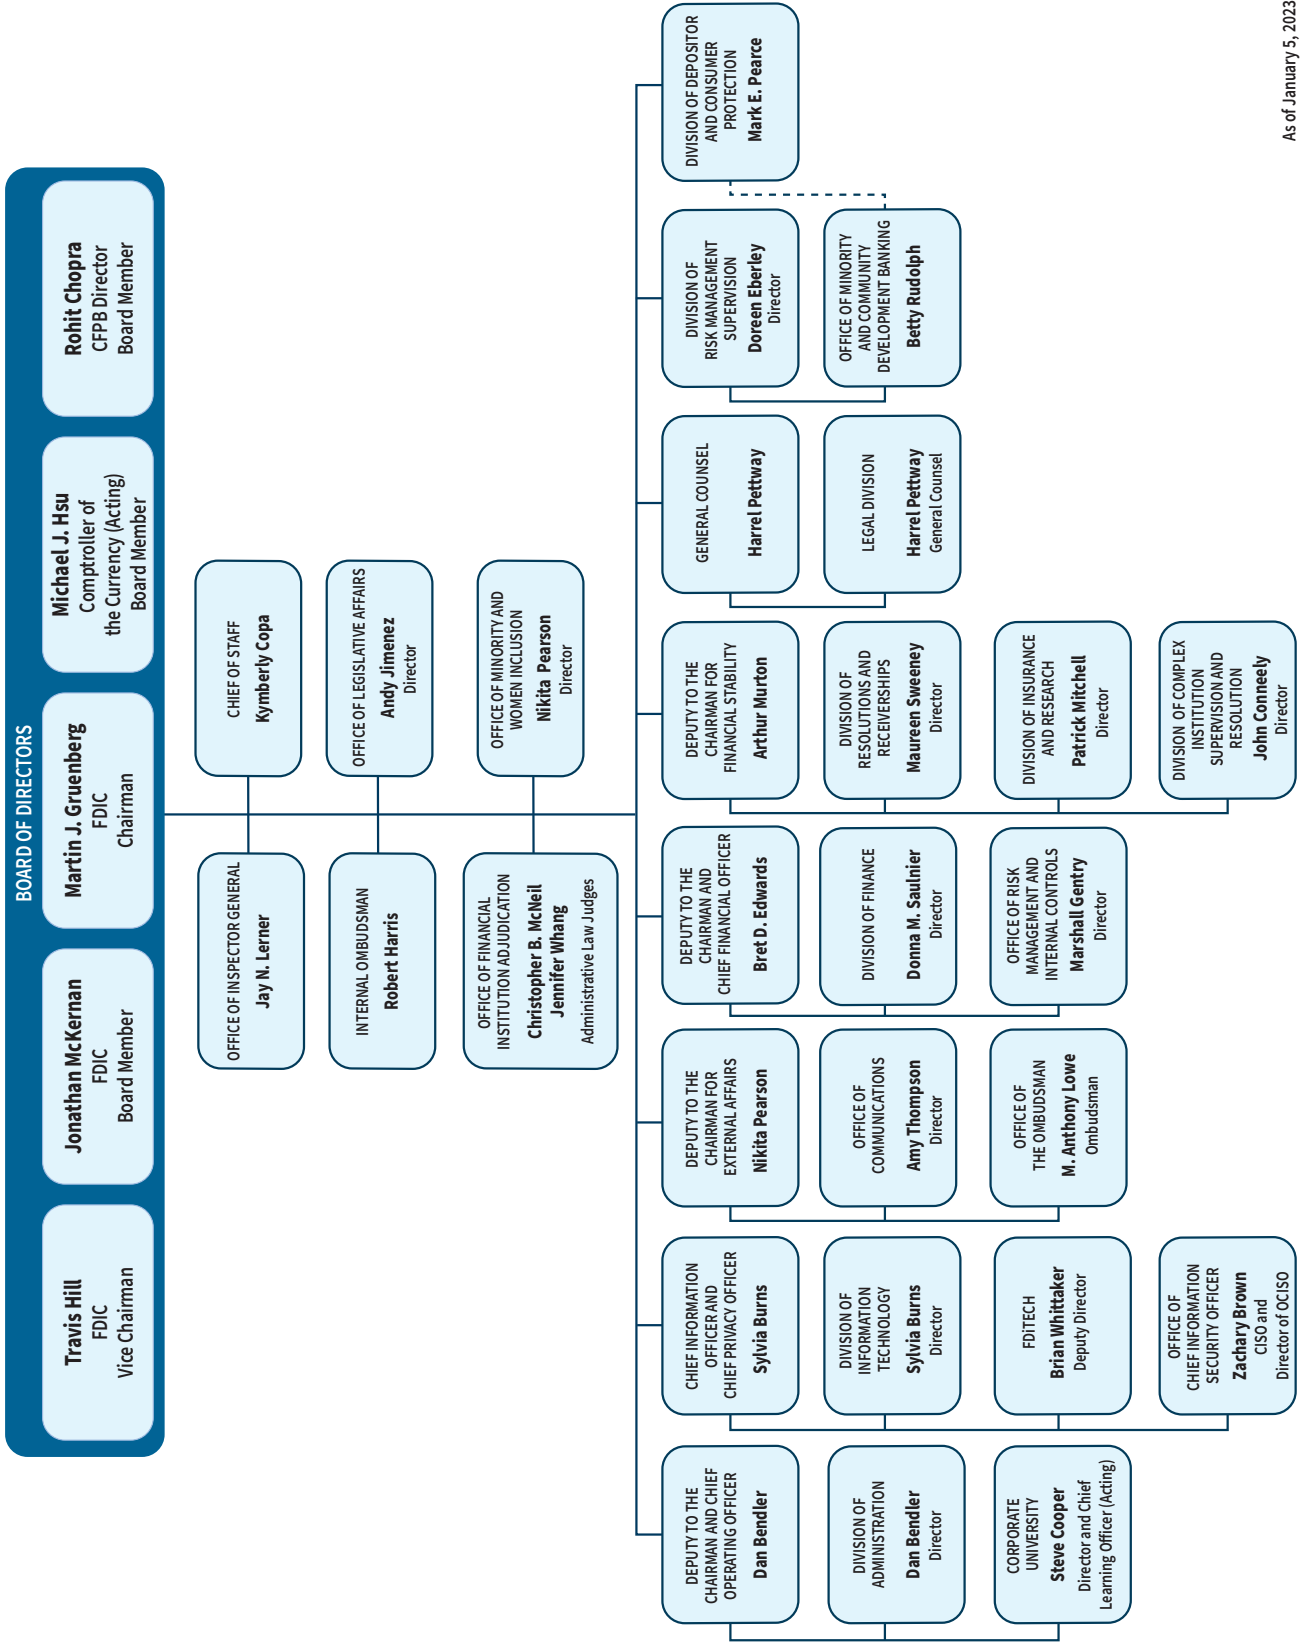 BOARD OF DIRECTORS
Travis Hill
FDIC
Vice Chairman
Jonathan McKernan
FDIC
Board Member
Martin J. Gruenberg
FDIC
Chairman
Michael J. Hsu
Comptroller of
the Currency (Acting)
Board Member
Rohit Chopra
CFPB Director
Board Member
OFFICE OF INSPECTOR GENERAL
Jay N. Lerner
CHIEF OF STAFF
Kymberly Copa
INTERNAL OMBUDSMAN
Robert Harris
OFFICE OF LEGISLATIVE AFFAIRS
Andy Jimenez
Director
OFFICE OF FINANCIAL
INSTITUTION ADJUDICATION
Christopher B. McNeil
Jennifer Whang
Administrative Law Judges
OFFICE OF MINORITY AND
WOMEN INCLUSION
Nikita Pearson
Director
DEPUTY TO THE
CHAIRMAN AND CHIEF
OPERATING OFFICER
Dan Bendler
DIVISION OF
ADMINISTRATION
Dan Bendler
Director
CORPORATE
UNIVERSITY
Steve Cooper
Director and Chief
Learning Officer (Acting)
CHIEF INFORMATION
OFFICER AND
CHIEF PRIVACY OFFICER
Sylvia Burns
DIVISION OF
INFORMATION
TECHNOLOGY
Sylvia Burns
Director
FDiTECH
Brian Whittaker
Deputy Director
OFFICE OF
CHIEF INFORMATION
SECURITY OFFICER
Zachary Brown
CISO and
Director of OCISO
DEPUTY TO THE
CHAIRMAN FOR
EXTERNAL AFFAIRS
Nikita Pearson
OFFICE OF
COMMUNICATIONS
Amy Thompson
Director
OFFICE OF
THE OMBUDSMAN
M. Anthony Lowe
Ombudsman
DEPUTY TO THE
CHAIRMAN AND
CHIEF FINANCIAL OFFICER
Bret D. Edwards
DIVISION OF FINANCE
Donna M. Saulnier
Director
OFFICE OF RISK
MANAGEMENT AND
INTERNAL CONTROLS
Marshall Gentry
Director
DEPUTY TO THE
CHAIRMAN FOR
FINANCIAL STABILITY
Arthur Murton
DIVISION OF
RESOLUTIONS AND
RECEIVERSHIPS
Maureen Sweeney
Director
DIVISION OF INSURANCE
AND RESEARCH
Patrick Mitchell
Director
DIVISION OF COMPLEX
INSTITUTION
SUPERVISION AND
RESOLUTION
John Conneely
Director
GENERAL COUNSEL
Harrel Pettway
LEGAL DIVISION
Harrel Pettway
General Counsel
DIVISION OF
RISK MANAGEMENT
SUPERVISION
Doreen Eberley
Director
OFFICE OF MINORITY
AND COMMUNITY
DEVELOPMENT BANKING
Betty Rudolph
DIVISION OF DEPOSITOR
AND CONSUMER
PROTECTION
Mark E. Pearce
As of January 5, 2023